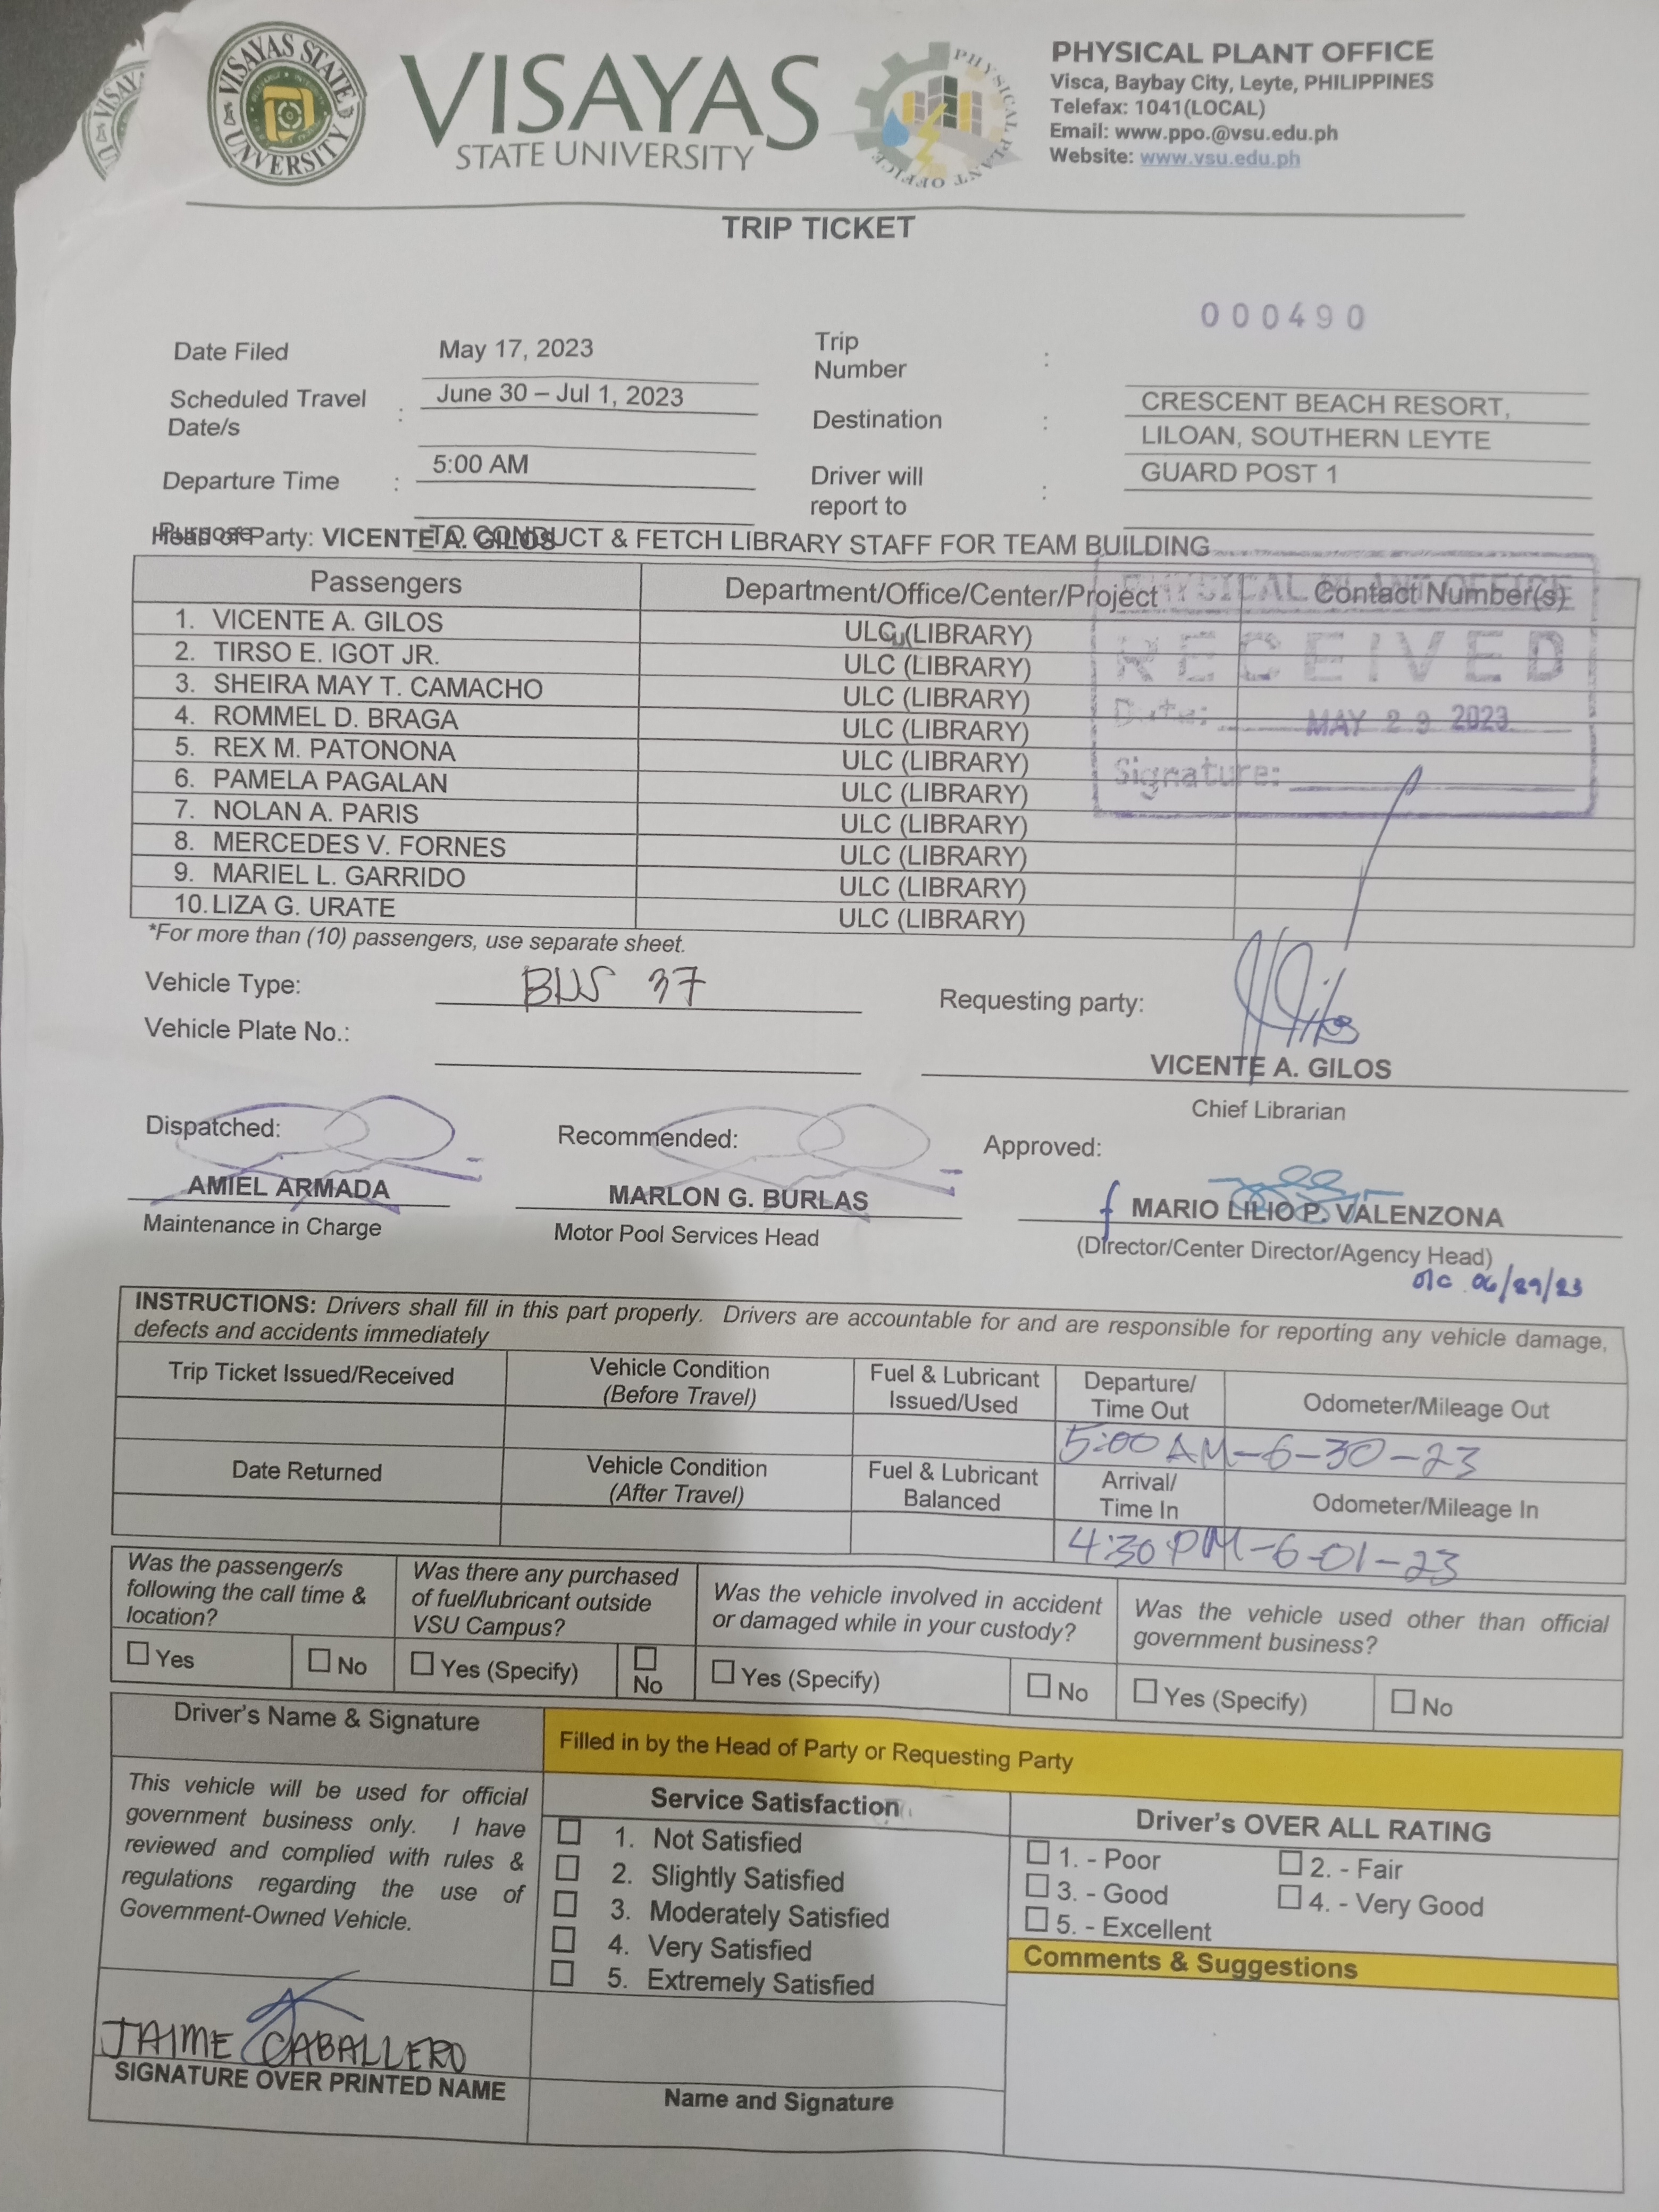 VISAYAS STATE UNIVERSITY
VISAYAS
STATE UNIVERSITY
PHYSICAL PLANT OFFICE
PHYSICAL PLANT OFFICE
Visca, Baybay City, Leyte, PHILIPPINES
Telefax: 1041(LOCAL)
Email: www.ppo.@vsu.edu.ph
Website: www.vsu.edu.ph
TRIP TICKET
000490
Date Filed May 17, 2023 Trip Number :
Scheduled Travel Date/s : June 30 – Jul 1, 2023 Destination : CRESCENT BEACH RESORT,
LILOAN, SOUTHERN LEYTE
Departure Time : 5:00 AM Driver will report to : GUARD POST 1
Purpose TO CONDUCT & FETCH LIBRARY STAFF FOR TEAM BUILDING
Head of Party: VICENTE A. GILOS
Passengers Department/Office/Center/Project Contact Number(s)
1. VICENTE A. GILOS ULC (LIBRARY)
2. TIRSO E. IGOT JR. ULC (LIBRARY)
3. SHEIRA MAY T. CAMACHO ULC (LIBRARY)
4. ROMMEL D. BRAGA ULC (LIBRARY)
5. REX M. PATONONA ULC (LIBRARY)
6. PAMELA PAGALAN ULC (LIBRARY)
7. NOLAN A. PARIS ULC (LIBRARY)
8. MERCEDES V. FORNES ULC (LIBRARY)
9. MARIEL L. GARRIDO ULC (LIBRARY)
10. LIZA G. URATE ULC (LIBRARY)
PHYSICAL PLANT OFFICE
RECEIVED
Date: MAY 29 2023
Signature:
*For more than (10) passengers, use separate sheet.
Vehicle Type: BUS 37 Requesting party:
Vehicle Plate No.:
VICENTE A. GILOS
Chief Librarian
Dispatched: Recommended: Approved:
AMIEL ARMADA MARLON G. BURLAS MARIO LILIO P. VALENZONA
Maintenance in Charge Motor Pool Services Head (Director/Center Director/Agency Head)
OIC 06/29/23
INSTRUCTIONS: Drivers shall fill in this part properly. Drivers are accountable for and are responsible for reporting any vehicle damage,
defects and accidents immediately
Trip Ticket Issued/Received Vehicle Condition (Before Travel) Fuel & Lubricant Issued/Used Departure/ Time Out Odometer/Mileage Out
5:00 AM-6-30-23
Date Returned Vehicle Condition (After Travel) Fuel & Lubricant Balanced Arrival/ Time In Odometer/Mileage In
4:30 PM-6-01-23
Was the passenger/s following the call time & location? Was there any purchased of fuel/lubricant outside VSU Campus? Was the vehicle involved in accident or damaged while in your custody? Was the vehicle used other than official government business?
Yes No Yes (Specify) No Yes (Specify) No Yes (Specify) No
Driver's Name & Signature Filled in by the Head of Party or Requesting Party
This vehicle will be used for official
government business only. I have
reviewed and complied with rules &
regulations regarding the use of
Government-Owned Vehicle.
Service Satisfaction
1. Not Satisfied
2. Slightly Satisfied
3. Moderately Satisfied
4. Very Satisfied
5. Extremely Satisfied
Driver's OVER ALL RATING
1. - Poor 2. - Fair
3. - Good 4. - Very Good
5. - Excellent
Comments & Suggestions
JAIME CABALLERO
SIGNATURE OVER PRINTED NAME
Name and Signature